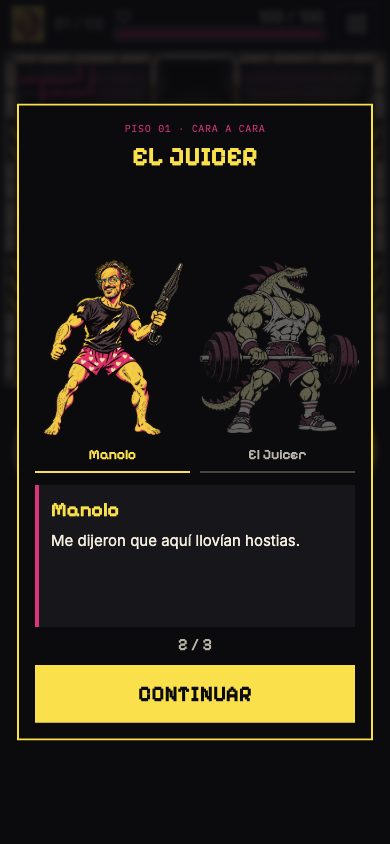 PISO 01 · CARA A CARA
EL JUICER
Manolo
El Juicer
Manolo
Me dijeron que aquí llovían hostias.
2 / 3
CONTINUAR